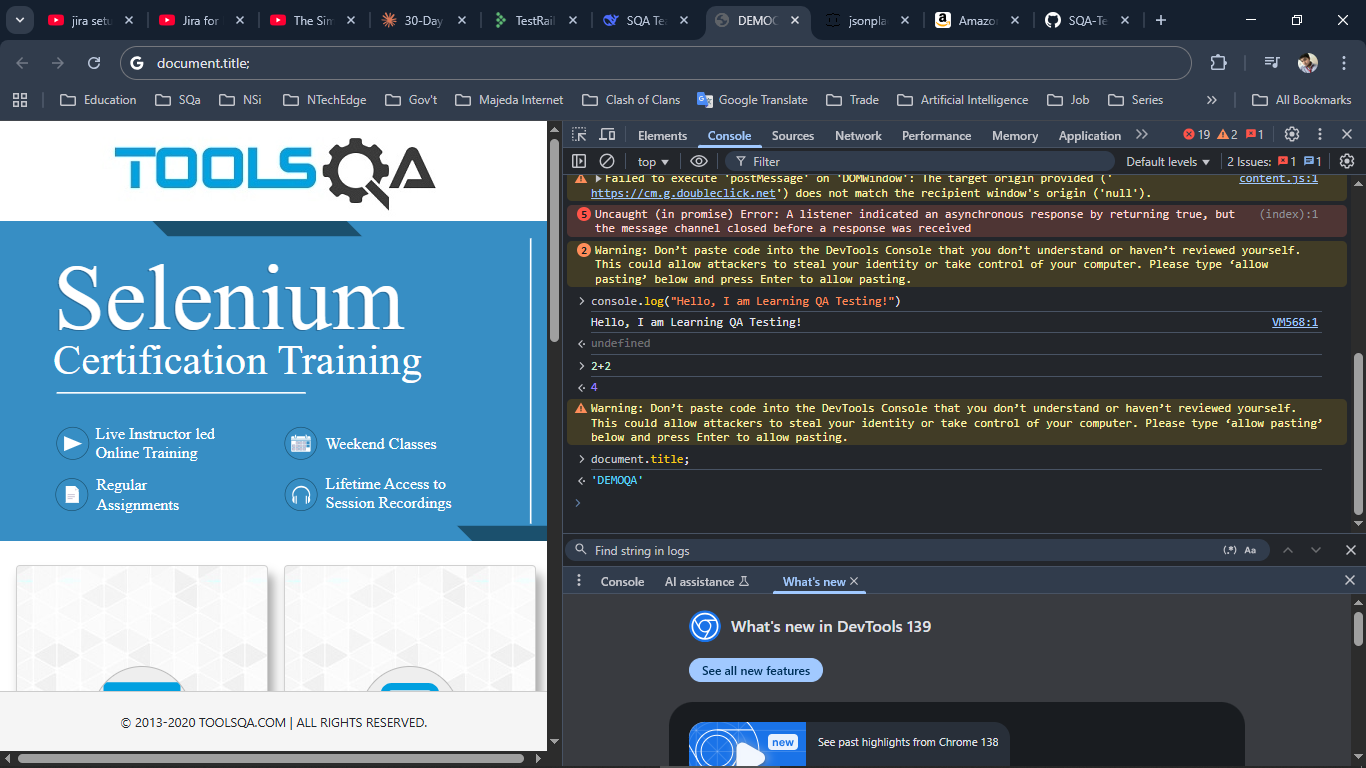 jira setu
Jira for
The Sim
30-Day
TestRail
SQA Te
DEMOQ
jsonpla
Amazo
SQA-Te
document.title;
Education
SQa
NSi
NTechEdge
Gov't
Majeda Internet
Clash of Clans
Google Translate
Trade
Artificial Intelligence
Job
Series
All Bookmarks
TOOLSQA
Selenium
Certification Training
Live Instructor led
Online Training
Weekend Classes
Regular
Assignments
Lifetime Access to
Session Recordings
© 2013-2020 TOOLSQA.COM | ALL RIGHTS RESERVED.
Elements
Console
Sources
Network
Performance
Memory
Application
19
2
1
top
Filter
Default levels
2 Issues:
1
1
Failed to execute 'postMessage' on 'DOMWindow': The target origin provided (' content.js:1
https://cm.g.doubleclick.net') does not match the recipient window's origin ('null').
5 Uncaught (in promise) Error: A listener indicated an asynchronous response by returning true, but (index):1
the message channel closed before a response was received
2 Warning: Don’t paste code into the DevTools Console that you don’t understand or haven’t reviewed yourself.
This could allow attackers to steal your identity or take control of your computer. Please type ‘allow
pasting’ below and press Enter to allow pasting.
console.log("Hello, I am Learning QA Testing!")
Hello, I am Learning QA Testing! VM568:1
undefined
2+2
4
Warning: Don’t paste code into the DevTools Console that you don’t understand or haven’t reviewed yourself.
This could allow attackers to steal your identity or take control of your computer. Please type ‘allow pasting’
below and press Enter to allow pasting.
document.title;
'DEMOQA'
Find string in logs
(.*) Aa
Console
AI assistance
What's new
What's new in DevTools 139
See all new features
new
See past highlights from Chrome 138